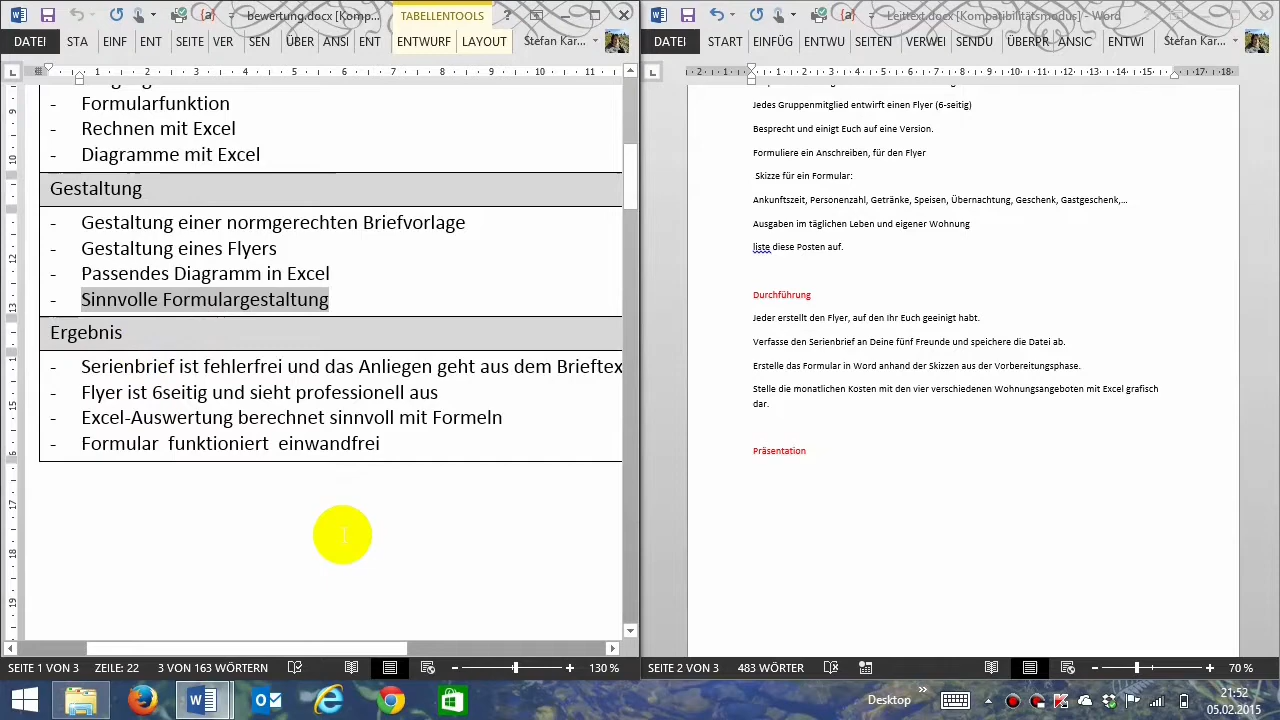 bewertung.docx [Komp...
TABELLENTOOLS
DATEI
STA
EINF
ENT
SEITE
ER
SEN
ÜBER
ANSI
ENT
ENTWURF
LAYOUT
Stefan Kar...
Formularfunktion
- Rechnen mit Excel
- Diagramme mit Excel
Gestaltung
- Gestaltung einer normgerechten Briefvorlage
- Gestaltung eines Flyers
- Passendes Diagramm in Excel
- Sinnvolle Formulargestaltung
Ergebnis
- Serienbrief ist fehlerfrei und das Anliegen geht aus dem Brieftex
- Flyer ist 6seitig und sieht professionell aus
- Excel-Auswertung berechnet sinnvoll mit Formeln
- Formular funktioniert einwandfrei
SEITE 1 VON 3 ZEILE: 22 3 VON 163 WÖRTERN 130 %
Leittext.docx [Kompatibilitätsmodus] - Word
DATEI
START
EINFÜG
ENTWU
SEITEN
VERWEI
SENDU
ÜBERPR
ANSIC
ENTWI
Stefan Kar...
Jedes Gruppenmitglied entwirft einen Flyer (6-seitig)
Besprecht und einigt Euch auf eine Version.
Formuliere ein Anschreiben, für den Flyer
Skizze für ein Formular:
Ankunftszeit, Personenzahl, Getränke, Speisen, Übernachtung, Geschenk, Gastgeschenk,...
Ausgaben im täglichen Leben und eigener Wohnung
liste diese Posten auf.
Durchführung
Jeder erstellt den Flyer, auf den Ihr Euch geeinigt habt.
Verfasse den Serienbrief an Deine fünf Freunde und speichere die Datei ab.
Erstelle das Formular in Word anhand der Skizzen aus der Vorbereitungsphase.
Stelle die monatlichen Kosten mit den vier verschiedenen Wohnungsangeboten mit Excel grafisch
dar.
Präsentation
SEITE 2 VON 3 483 WÖRTER 70 %
Desktop
21:52
05.02.2015